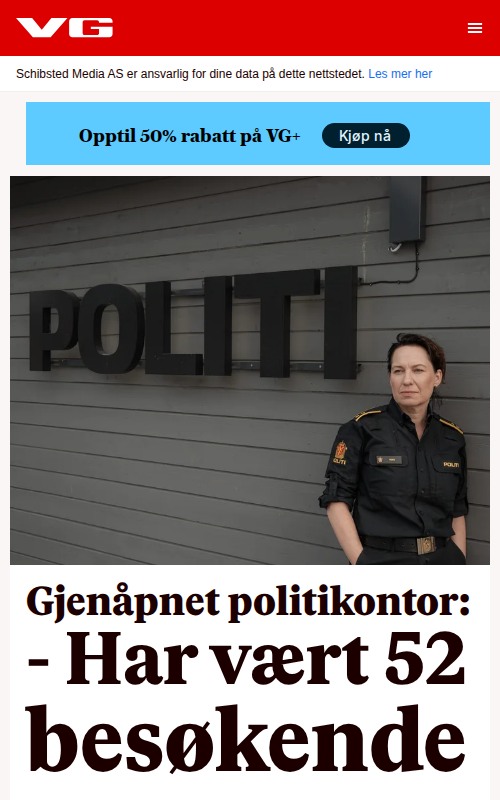 VG
Schibsted Media AS er ansvarlig for dine data på dette nettstedet. Les mer her
Opptil 50% rabatt på VG+ Kjøp nå
POLITI
POLITI POLITI
Gjenåpnet politikontor:
- Har vært 52
besøkende